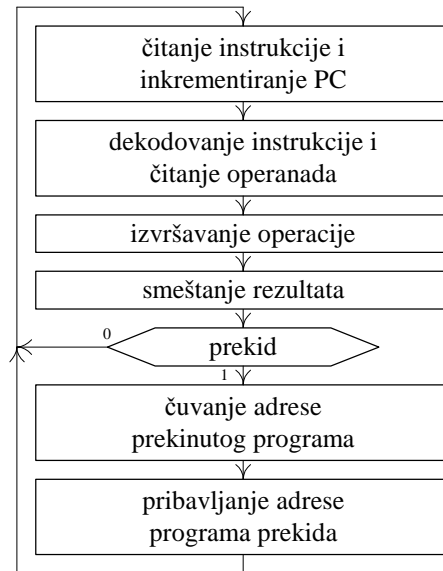 čitanje instrukcije i
inkrementiranje PC
dekodovanje instrukcije i
čitanje operanada
izvršavanje operacije
smeštanje rezultata
0
prekid
1
čuvanje adrese
prekinutog programa
pribavljanje adrese
programa prekida